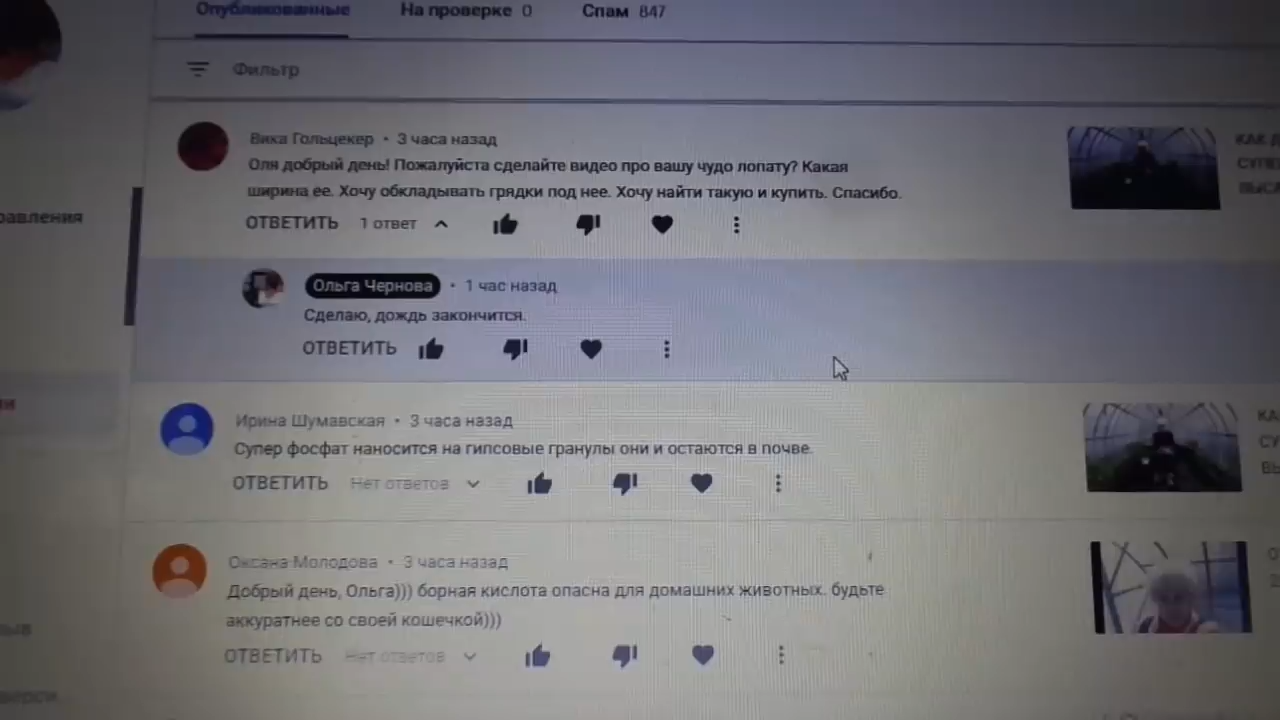 Опубликованные На проверке 0 Спам 847
Фильтр
Вика Гольцекер • 3 часа назад
Оля добрый день! Пожалуйста сделайте видео про вашу чудо лопату? Какая
ширина ее. Хочу обкладывать грядки под нее. Хочу найти такую и купить. Спасибо.
ОТВЕТИТЬ 1 ответ
Ольга Чернова • 1 час назад
Сделаю, дождь закончится.
ОТВЕТИТЬ
Ирина Шумавская • 3 часа назад
Супер фосфат наносится на гипсовые гранулы они и остаются в почве.
ОТВЕТИТЬ Нет ответов
Оксана Молодова • 3 часа назад
Добрый день, Ольга))) борная кислота опасна для домашних животных. будьте
аккуратнее со своей кошечкой)))
ОТВЕТИТЬ Нет ответов